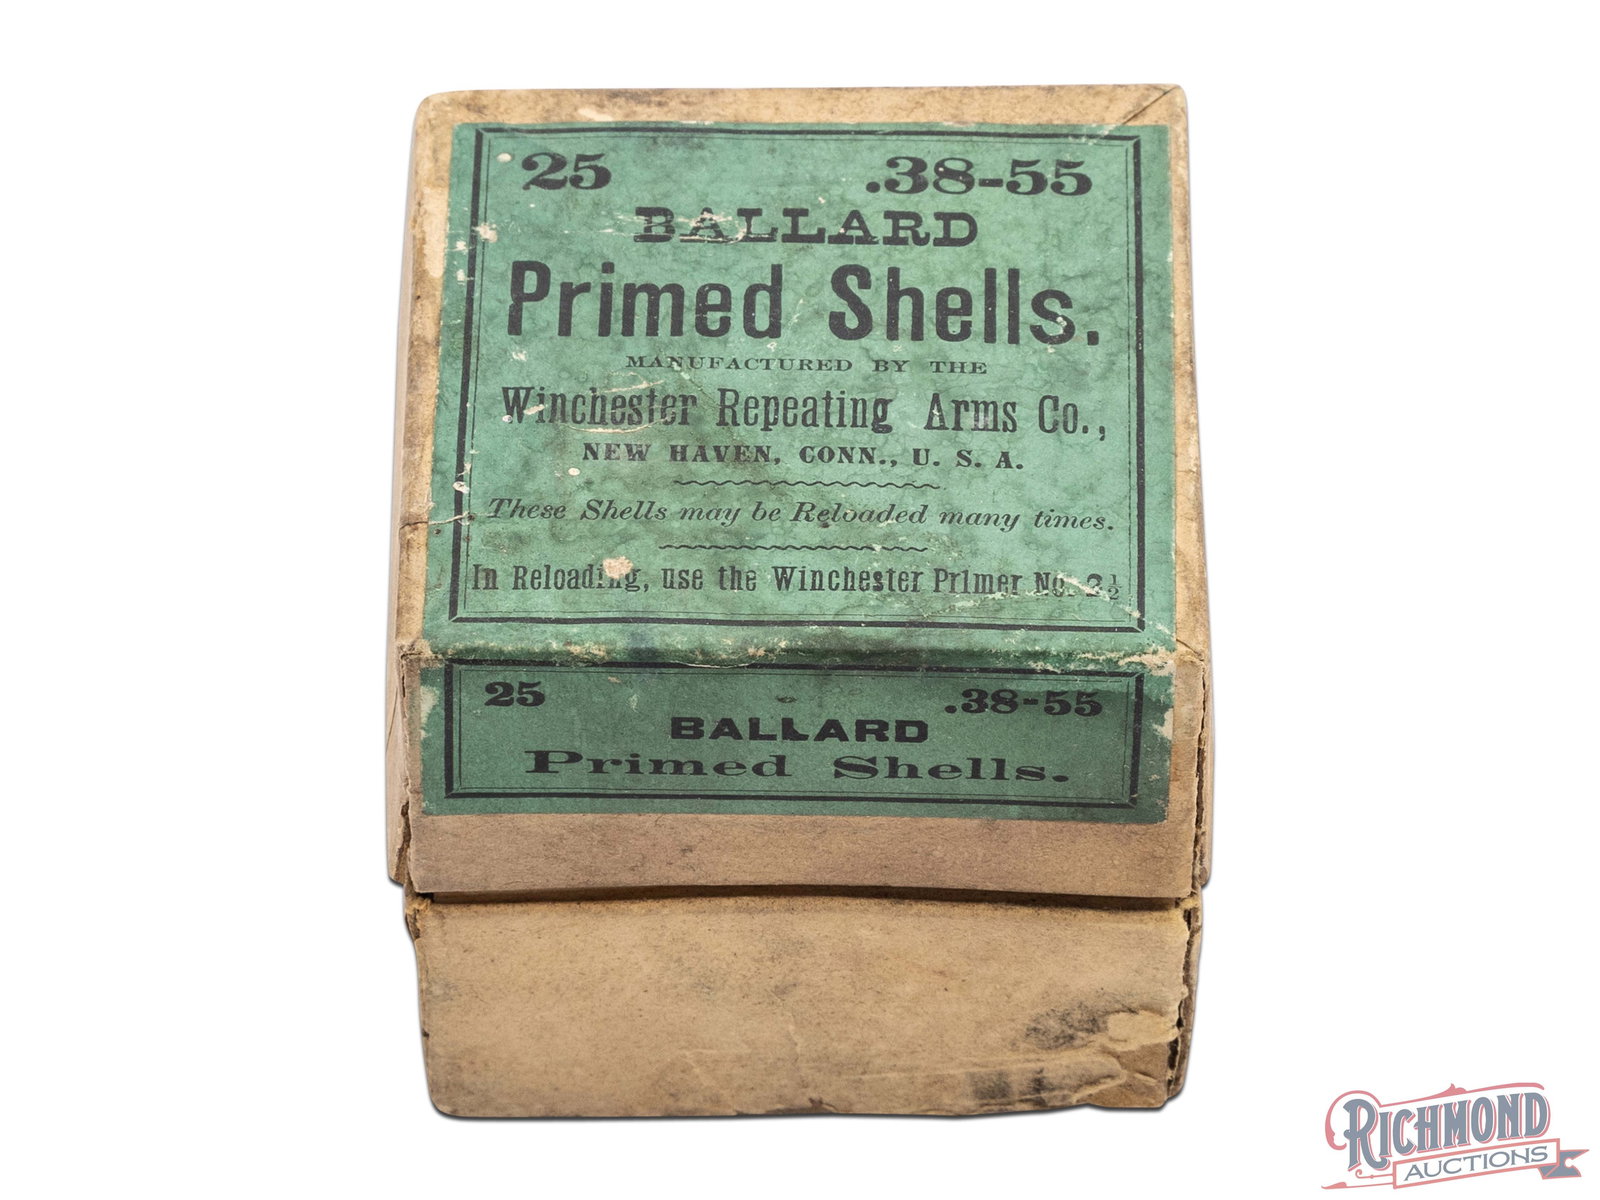 25 .38-55
BALLARD
Primed Shells.
MANUFACTURED BY THE
Winchester Repeating Arms Co.,
NEW HAVEN, CONN., U. S. A.
These Shells may be Reloaded many times.
In Reloading, use the Winchester Primer No. 2½
25 .38-55
BALLARD
Primed Shells.
RICHMOND
AUCTIONS